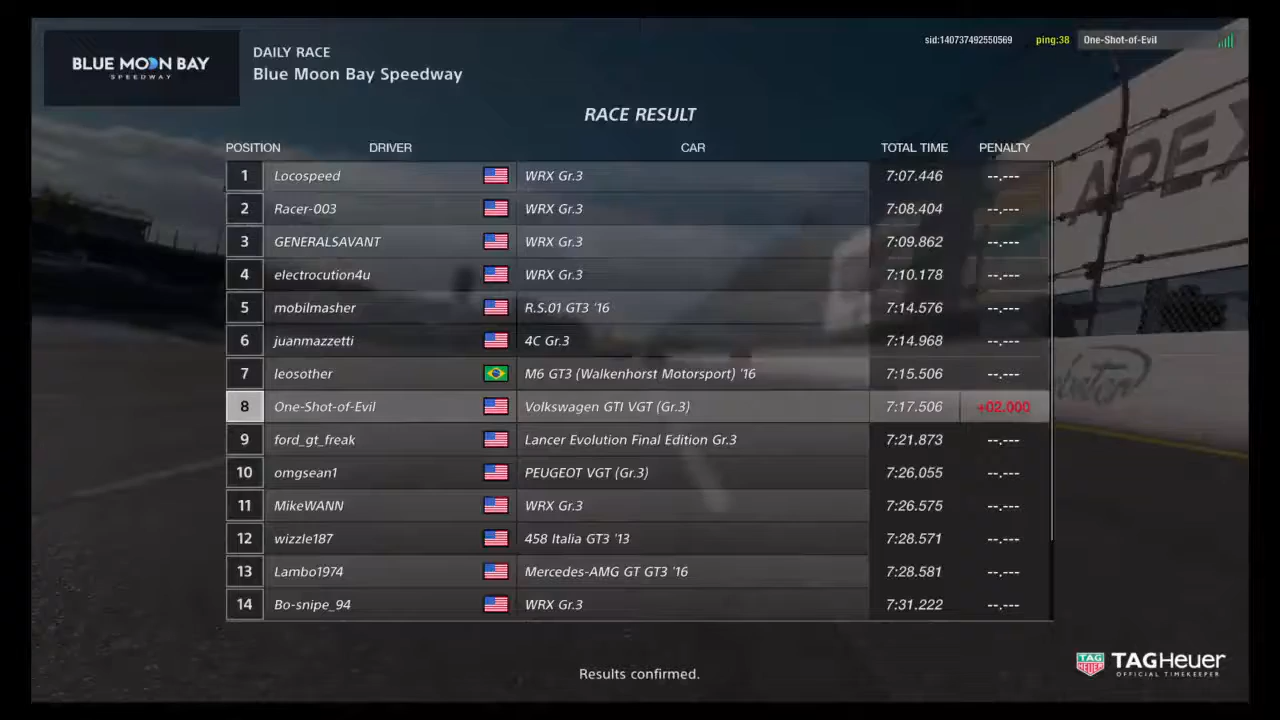 sid:140737492550569 ping:38 One-Shot-of-Evil
BLUE MOON BAY
SPEEDWAY
DAILY RACE
Blue Moon Bay Speedway
RACE RESULT
POSITION DRIVER CAR TOTAL TIME PENALTY
1 Locospeed WRX Gr.3 7:07.446 --.---
2 Racer-003 WRX Gr.3 7:08.404 --.---
3 GENERALSAVANT WRX Gr.3 7:09.862 --.---
4 electrocution4u WRX Gr.3 7:10.178 --.---
5 mobilmasher R.S.01 GT3 '16 7:14.576 --.---
6 juanmazzetti 4C Gr.3 7:14.968 --.---
7 leosother M6 GT3 (Walkenhorst Motorsport) '16 7:15.506 --.---
8 One-Shot-of-Evil Volkswagen GTI VGT (Gr.3) 7:17.506 +02.000
9 ford_gt_freak Lancer Evolution Final Edition Gr.3 7:21.873 --.---
10 omgsean1 PEUGEOT VGT (Gr.3) 7:26.055 --.---
11 MikeWANN WRX Gr.3 7:26.575 --.---
12 wizzle187 458 Italia GT3 '13 7:28.571 --.---
13 Lambo1974 Mercedes-AMG GT GT3 '16 7:28.581 --.---
14 Bo-snipe_94 WRX Gr.3 7:31.222 --.---
APEX
Results confirmed.
TAG HEUER
TAGHeuer
OFFICIAL TIMEKEEPER